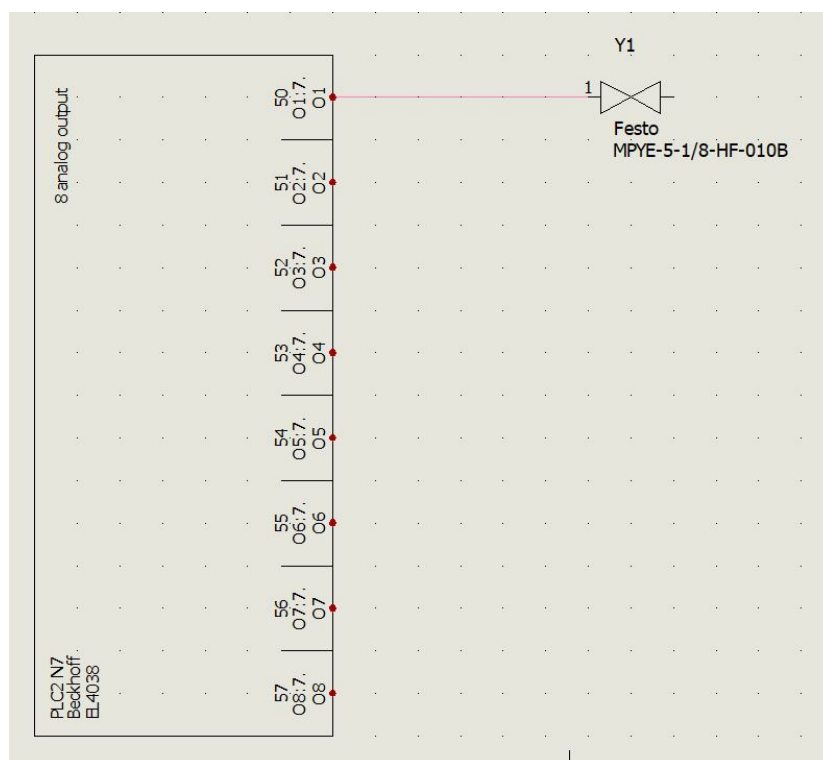 Y1
1
Festo
MPYE-5-1/8-HF-010B
8 analog output
50
O1:7.
O1
51
O2:7.
O2
52
O3:7.
O3
53
O4:7.
O4
54
O5:7.
O5
55
O6:7.
O6
56
O7:7.
O7
57
O8:7.
O8
PLC2 N7
Beckhoff
EL4038